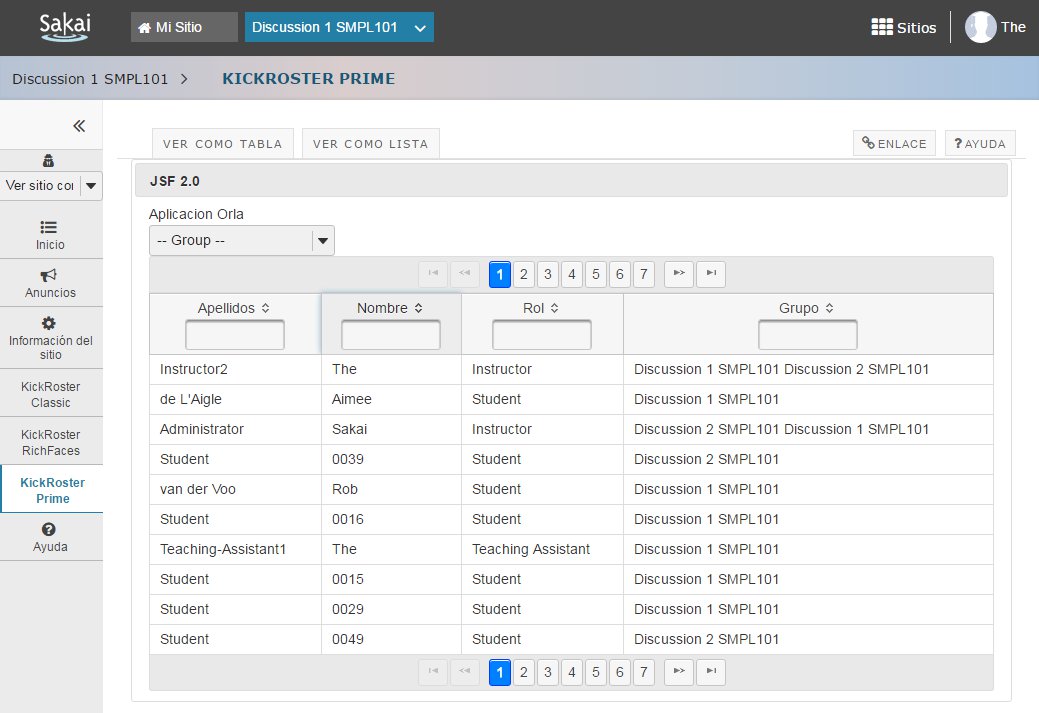 Sakai
Mi Sitio
Discussion 1 SMPL101
Sitios
The
Discussion 1 SMPL101
KICKROSTER PRIME
Ver sitio
Inicio
Anuncios
Información del
sitio
KickRoster
Classic
KickRoster
RichFaces
KickRoster
Prime
Ayuda
VER COMO TABLA
VER COMO LISTA
ENLACE
? AYUDA
JSF 2.0
Aplicacion Orla
-- Group --
1 2 3 4 5 6 7
Apellidos Nombre Rol Grupo
Instructor2 The Instructor Discussion 1 SMPL101 Discussion 2 SMPL101
de L'Aigle Aimee Student Discussion 1 SMPL101
Administrator Sakai Instructor Discussion 2 SMPL101 Discussion 1 SMPL101
Student 0039 Student Discussion 2 SMPL101
van der Voo Rob Student Discussion 1 SMPL101
Student 0016 Student Discussion 1 SMPL101
Teaching-Assistant1 The Teaching Assistant Discussion 1 SMPL101
Student 0015 Student Discussion 1 SMPL101
Student 0029 Student Discussion 1 SMPL101
Student 0049 Student Discussion 2 SMPL101
1 2 3 4 5 6 7